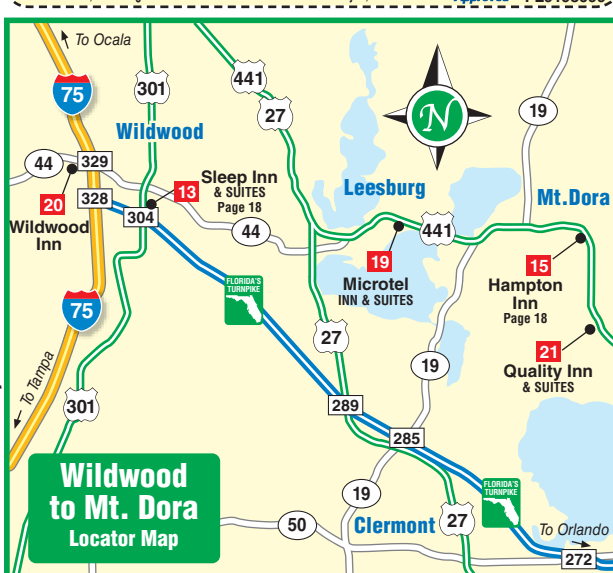 Approved
To Ocala
441
301
75
27
19
Wildwood
44
329
13
Sleep Inn
& SUITES
Page 18
Leesburg
Mt.Dora
20
328
304
Wildwood
Inn
44
441
19
Microtel
INN & SUITES
15
Hampton
Inn
Page 18
FLORIDA'S
TURNPIKE
75
27
21
Quality Inn
& SUITES
To Tampa
19
301
289
285
Wildwood
to Mt. Dora
Locator Map
19
FLORIDA'S
TURNPIKE
50
Clermont
27
To Orlando
272
N